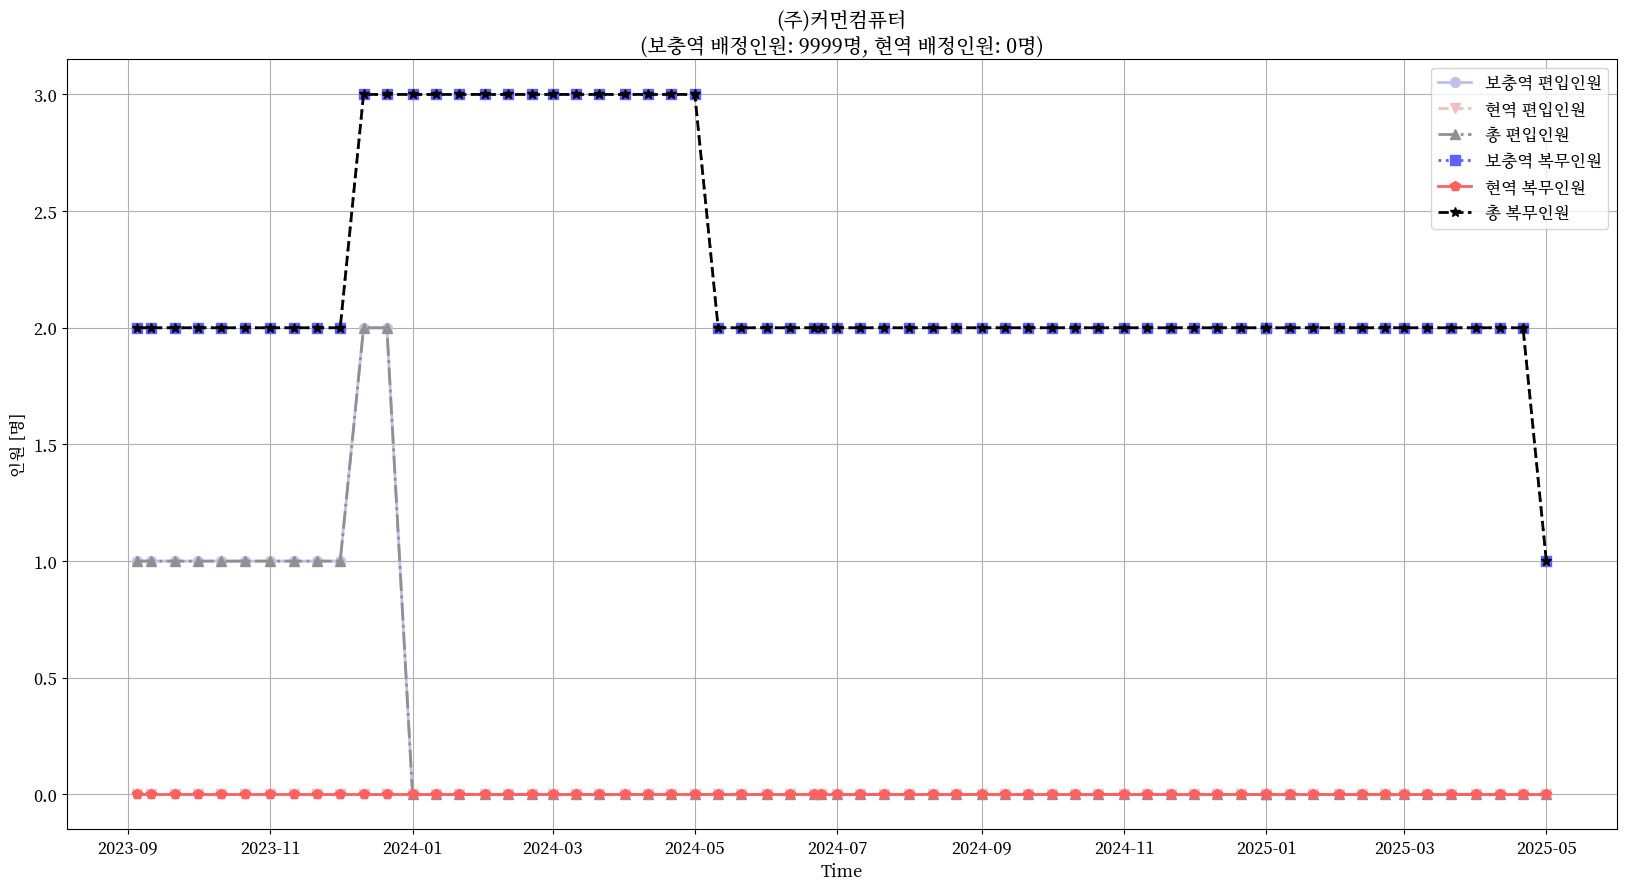 (주)커먼컴퓨터
(보충역 배정인원: 9999명, 현역 배정인원: 0명)
보충역 편입인원
현역 편입인원
총 편입인원
보충역 복무인원
현역 복무인원
총 복무인원
3.0
2.5
2.0
1.5
1.0
0.5
0.0
인원 [명]
2023-09
2023-11
2024-01
2024-03
2024-05
2024-07
2024-09
2024-11
2025-01
2025-03
2025-05
Time